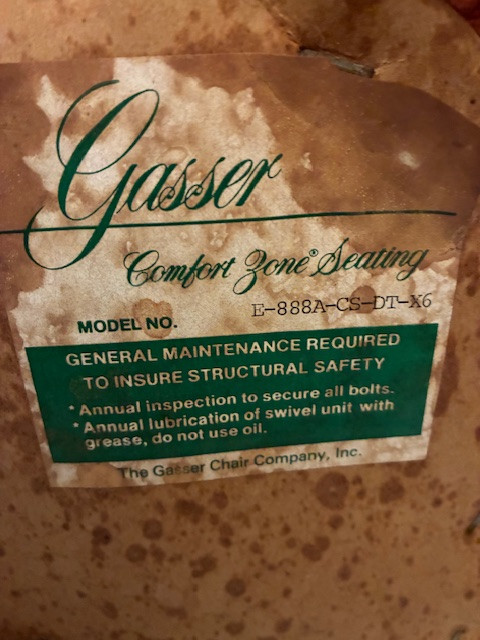 Gasser
Comfort Zone® Seating
MODEL NO. E-888A-CS-DT-X6
GENERAL MAINTENANCE REQUIRED
TO INSURE STRUCTURAL SAFETY
* Annual inspection to secure all bolts.
* Annual lubrication of swivel unit with
grease, do not use oil.
The Gasser Chair Company, Inc.